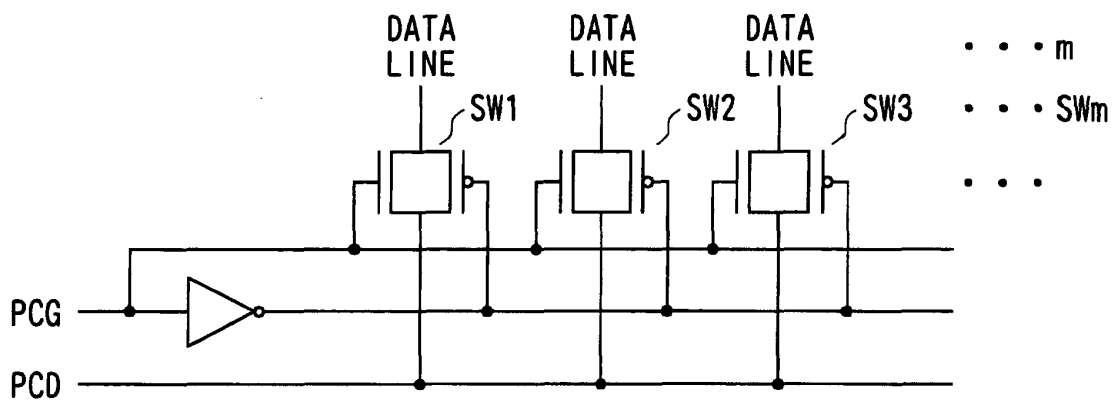 DATA LINE
DATA LINE
DATA LINE
m
SW1
SW2
SW3
SWm
PCG
PCD